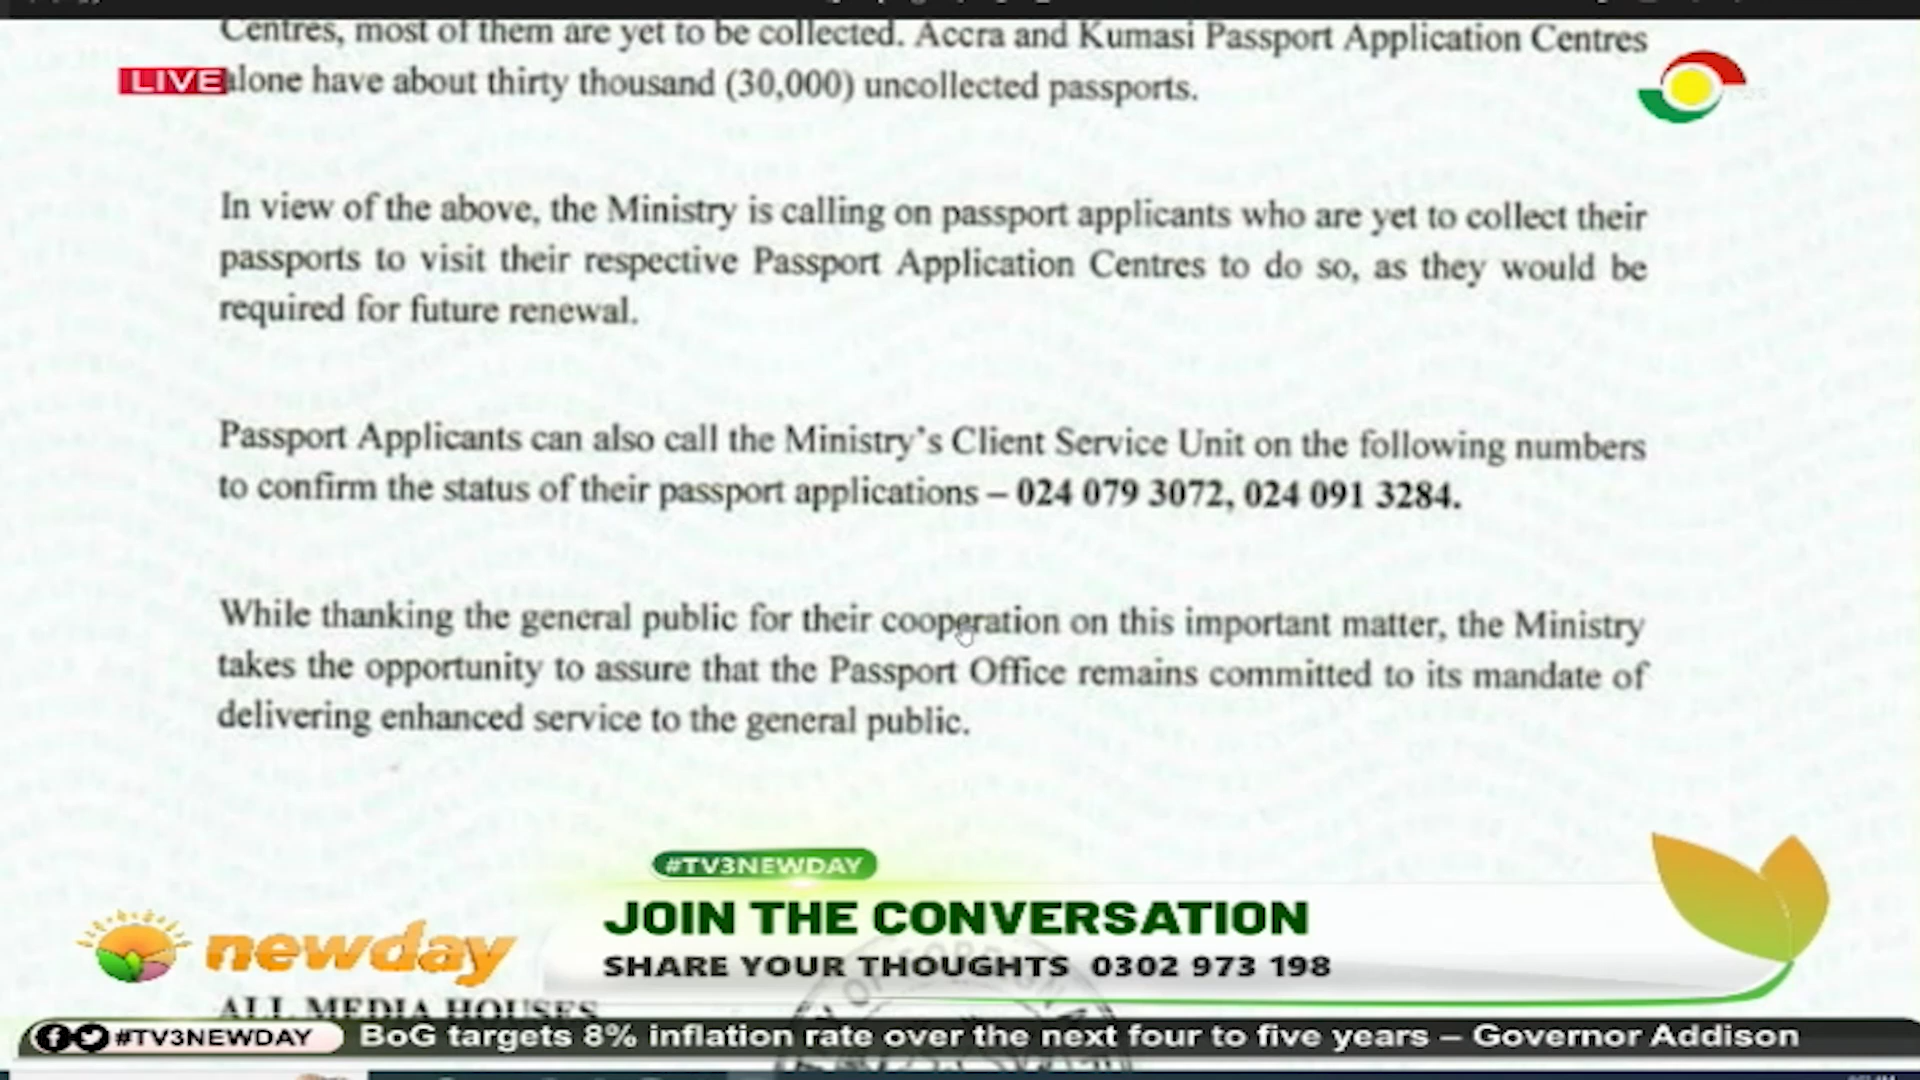 Centres, most of them are yet to be collected. Accra and Kumasi Passport Application Centres
LIVE
alone have about thirty thousand (30,000) uncollected passports.
In view of the above, the Ministry is calling on passport applicants who are yet to collect their
passports to visit their respective Passport Application Centres to do so, as they would be
required for future renewal.
Passport Applicants can also call the Ministry's Client Service Unit on the following numbers
to confirm the status of their passport applications – 024 079 3072, 024 091 3284.
While thanking the general public for their cooperation on this important matter, the Ministry
takes the opportunity to assure that the Passport Office remains committed to its mandate of
delivering enhanced service to the general public.
#TV3NEWDAY
JOIN THE CONVERSATION
newday
SHARE YOUR THOUGHTS 0302 973 198
ALL MEDIA HOUSES
#TV3NEWDAY
BoG targets 8% inflation rate over the next four to five years – Governor Addison